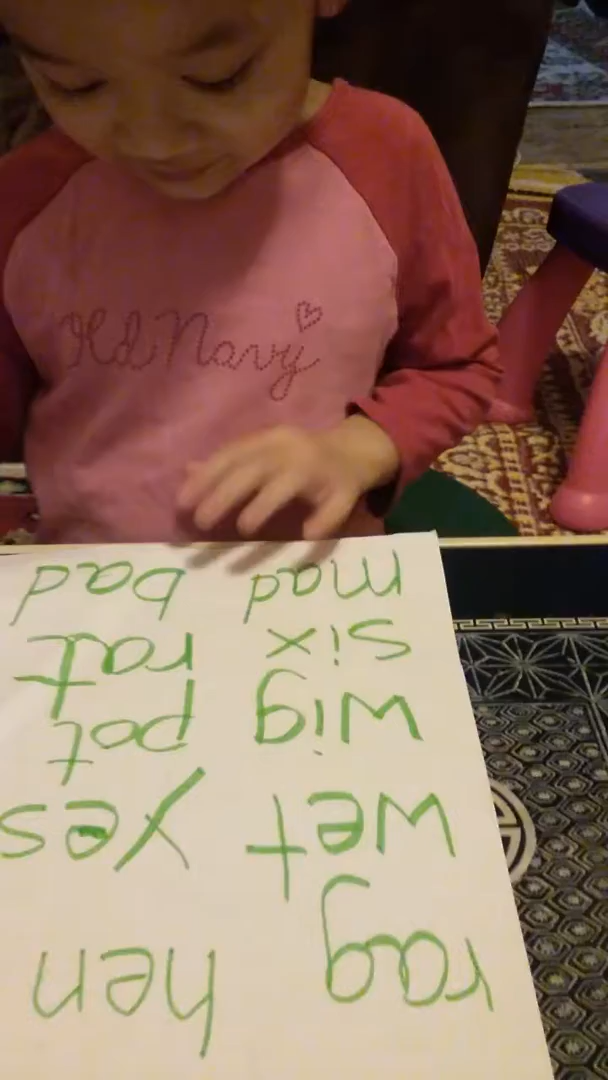 Old Navy
rag hen
wet yes
wig pot
six rat
mad bad